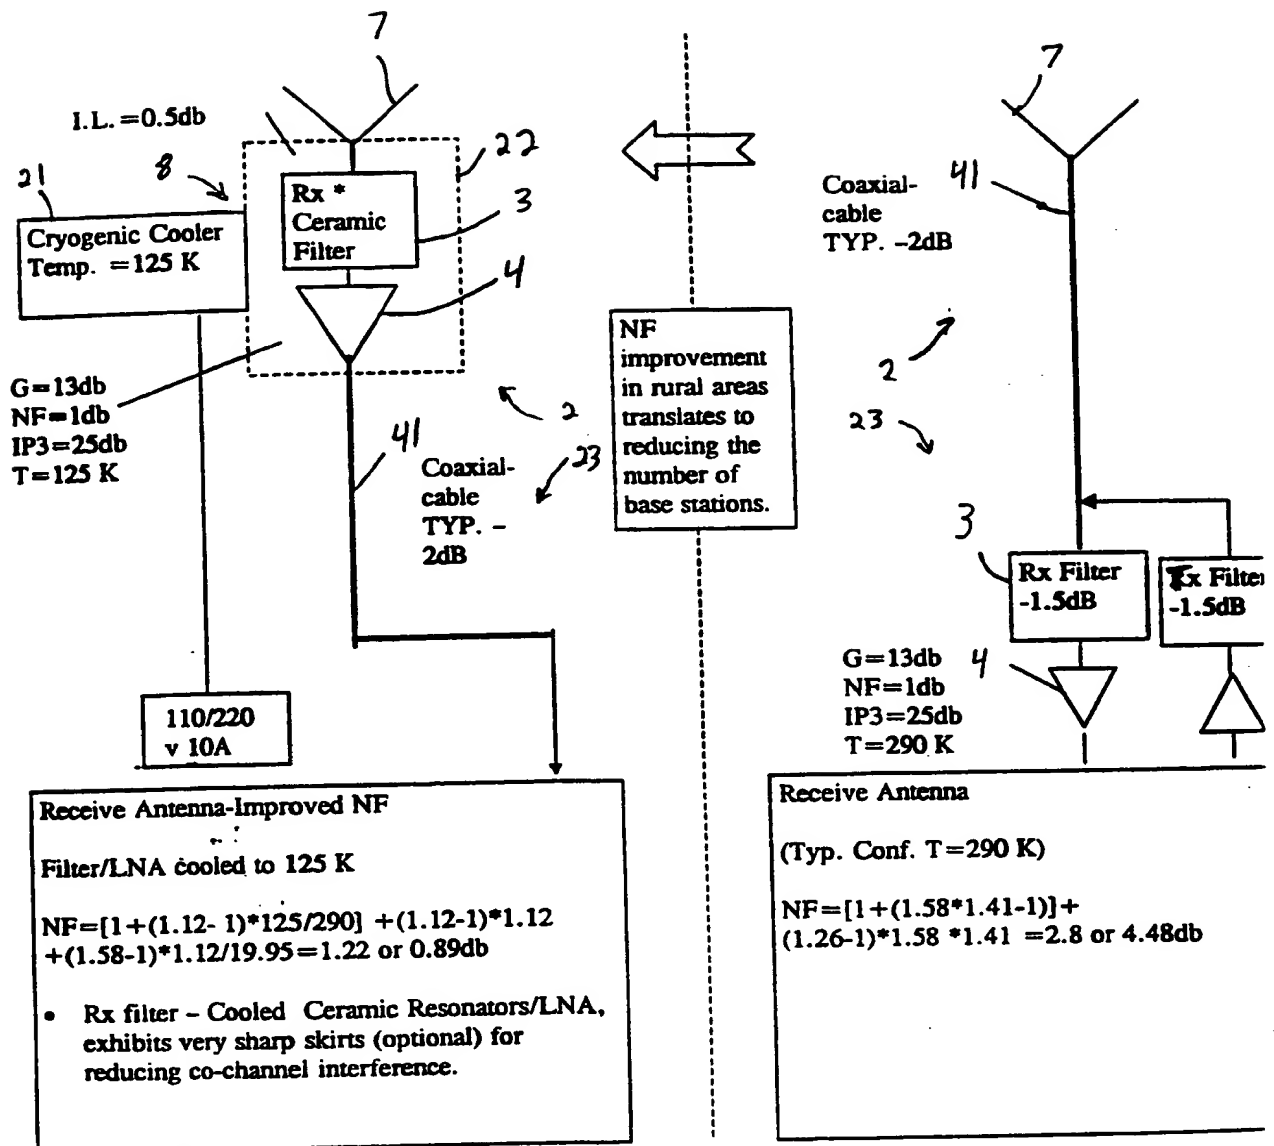 7
I.L. =0.5db
8
22
21
Rx *
Ceramic
Filter
3
Cryogenic Cooler
Temp. =125 K
4
G=13db
NF=1db
IP3=25db
T=125 K
2
41
23
Coaxial-
cable
TYP. -
2dB
110/220
v 10A
Receive Antenna-Improved NF
Filter/LNA cooled to 125 K
NF=[1+(1.12- 1)*125/290] +(1.12-1)*1.12
+(1.58-1)*1.12/19.95=1.22 or 0.89db
• Rx filter – Cooled Ceramic Resonators/LNA,
exhibits very sharp skirts (optional) for
reducing co-channel interference.
NF
improvement
in rural areas
translates to
reducing the
number of
base stations.
7
Coaxial-
cable
TYP. -2dB
41
2
23
3
Rx Filter
-1.5dB
Tx Filter
-1.5dB
G=13db
NF=1db
IP3=25db
T=290 K
4
Receive Antenna
(Typ. Conf. T=290 K)
NF=[1+(1.58*1.41-1)]+
(1.26-1)*1.58 *1.41 =2.8 or 4.48db